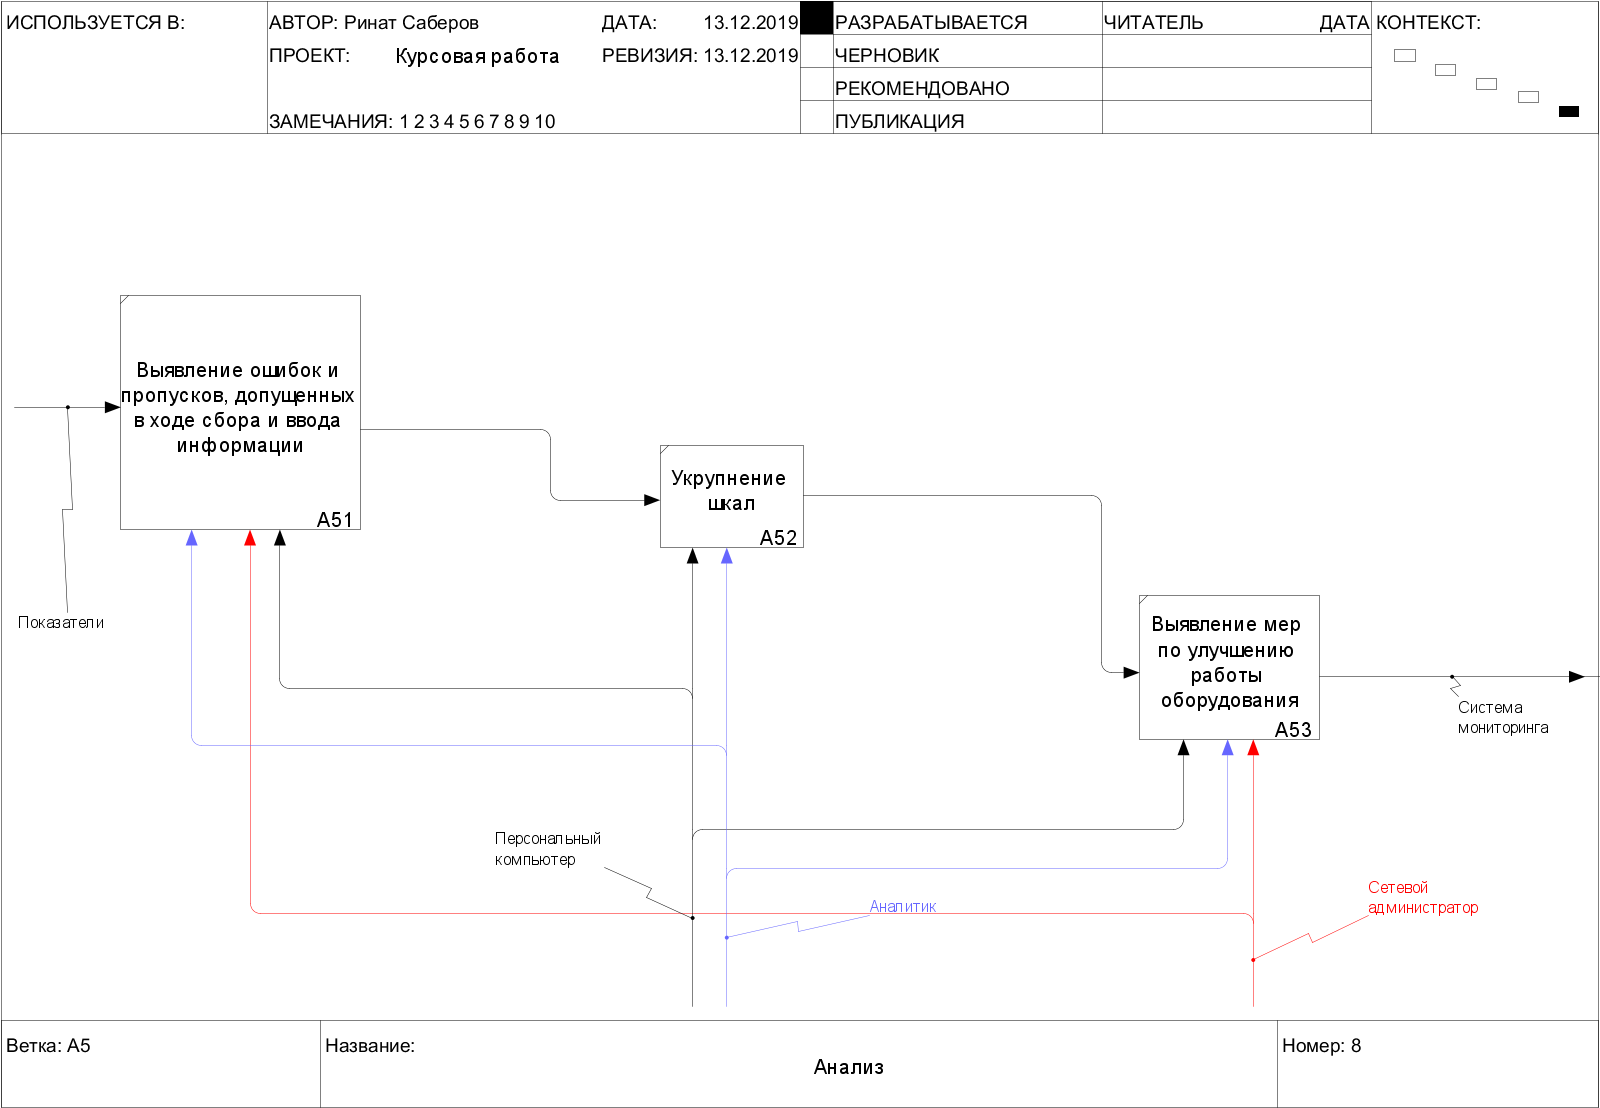 ИСПОЛЬЗУЕТСЯ В:
АВТОР: Ринат Саберов
ДАТА: 13.12.2019
ПРОЕКТ: Курсовая работа
РЕВИЗИЯ: 13.12.2019
ЗАМЕЧАНИЯ: 1 2 3 4 5 6 7 8 9 10
РАЗРАБАТЫВАЕТСЯ
ЧЕРНОВИК
РЕКОМЕНДОВАНО
ПУБЛИКАЦИЯ
ЧИТАТЕЛЬ
ДАТА
КОНТЕКСТ:
Выявление ошибок и
пропусков, допущенных
в ходе сбора и ввода
информации
A51
Укрупнение
шкал
A52
Выявление мер
по улучшению
работы
оборудования
A53
Показатели
Система
мониторинга
Персональный
компьютер
Аналитик
Сетевой
администратор
Ветка: A5
Название:
Анализ
Номер: 8